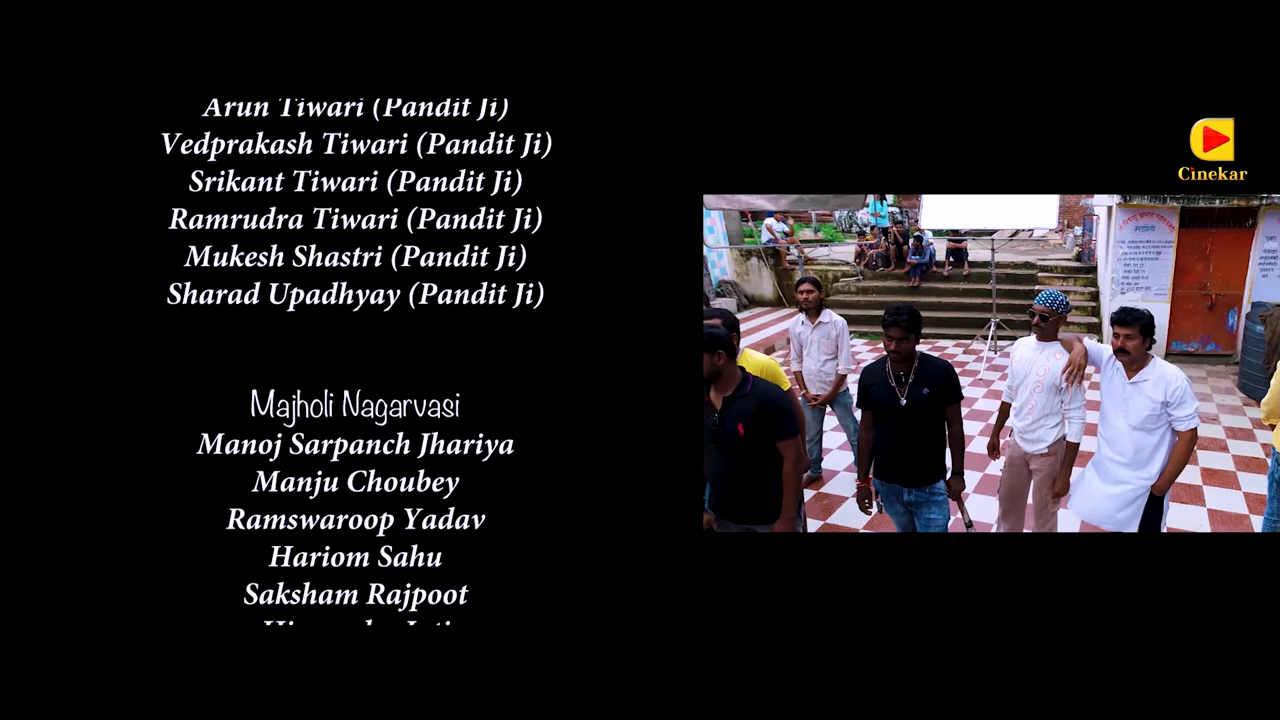 Arun Tiwari (Pandit Ji)
Vedprakash Tiwari (Pandit Ji)
Srikant Tiwari (Pandit Ji)
Ramrudra Tiwari (Pandit Ji)
Mukesh Shastri (Pandit Ji)
Sharad Upadhyay (Pandit Ji)
Majholi Nagarvasi
Manoj Sarpanch Jhariya
Manju Choubey
Ramswaroop Yadav
Hariom Sahu
Saksham Rajpoot
Cinekar